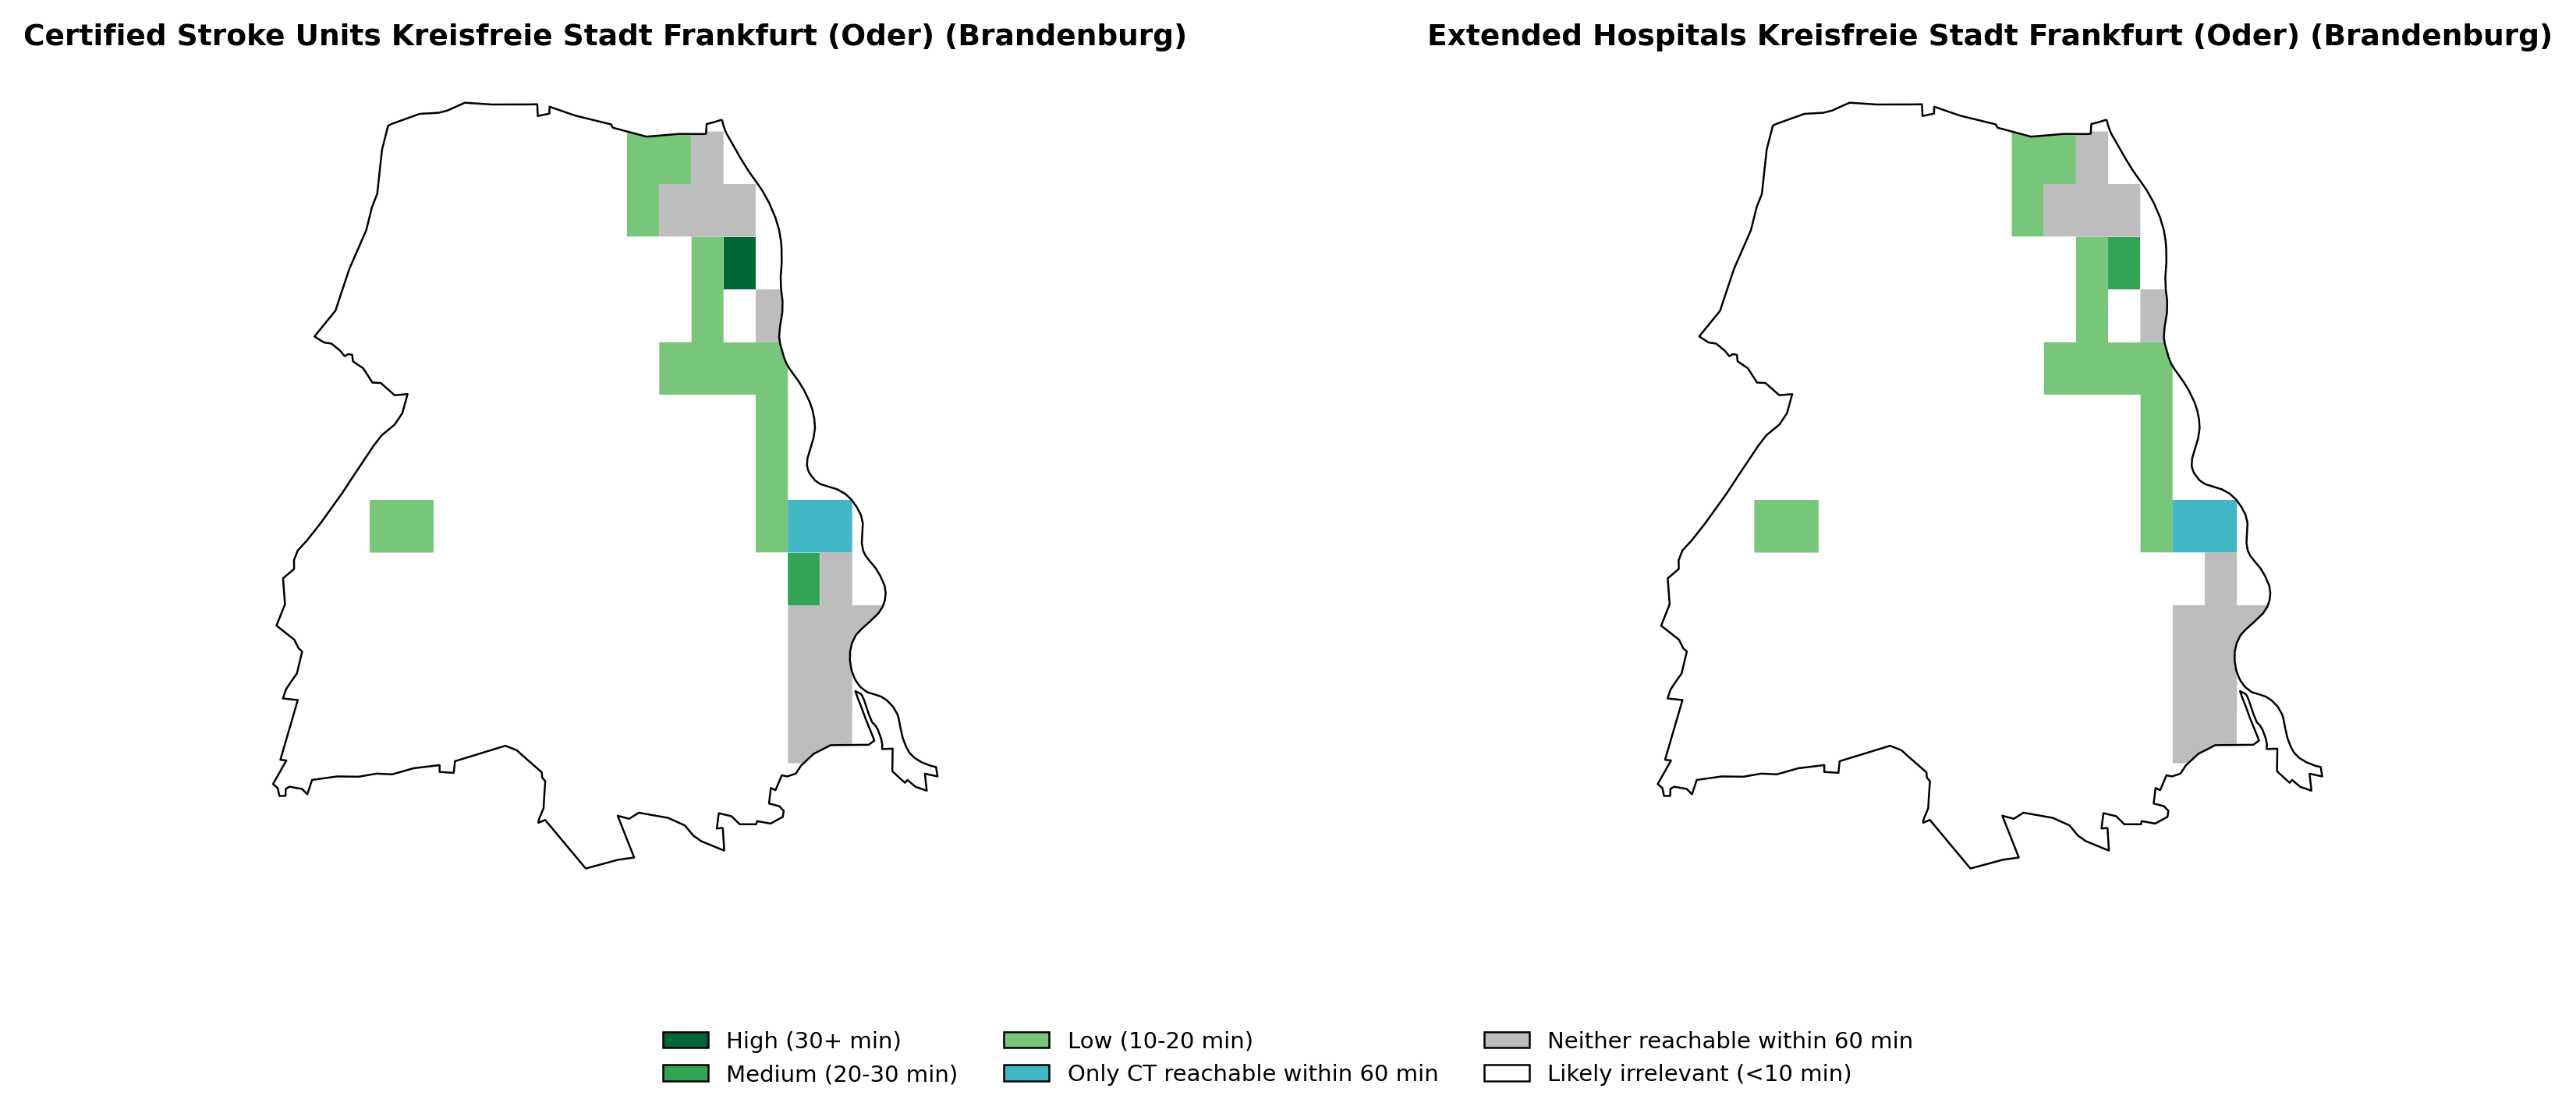 Certified Stroke Units Kreisfreie Stadt Frankfurt (Oder) (Brandenburg)
Extended Hospitals Kreisfreie Stadt Frankfurt (Oder) (Brandenburg)
High (30+ min)
Medium (20-30 min)
Low (10-20 min)
Only CT reachable within 60 min
Neither reachable within 60 min
Likely irrelevant (<10 min)